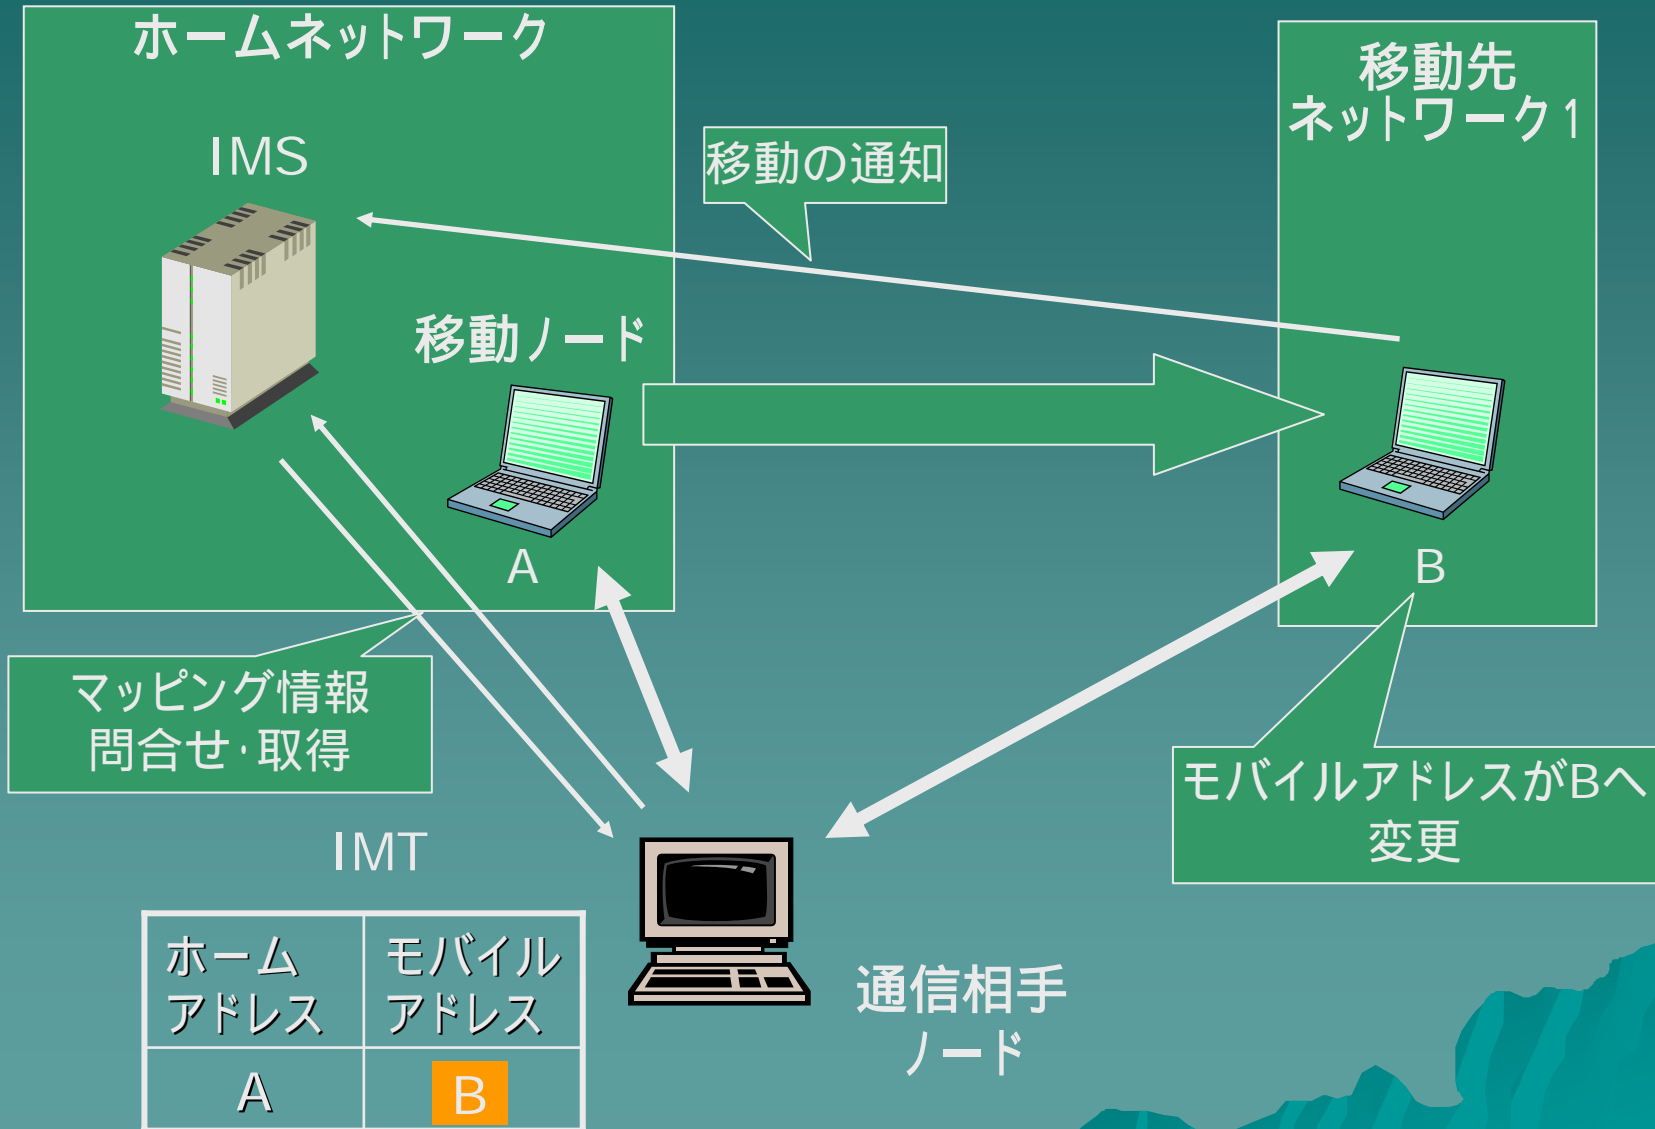 ホームネットワーク
移動先
ネットワーク1
IMS
移動の通知
移動ノード
A
B
マッピング情報
問合せ・取得
モバイルアドレスがBへ
変更
IMT
ホーム
アドレス
モバイル
アドレス
A
B
通信相手
ノード